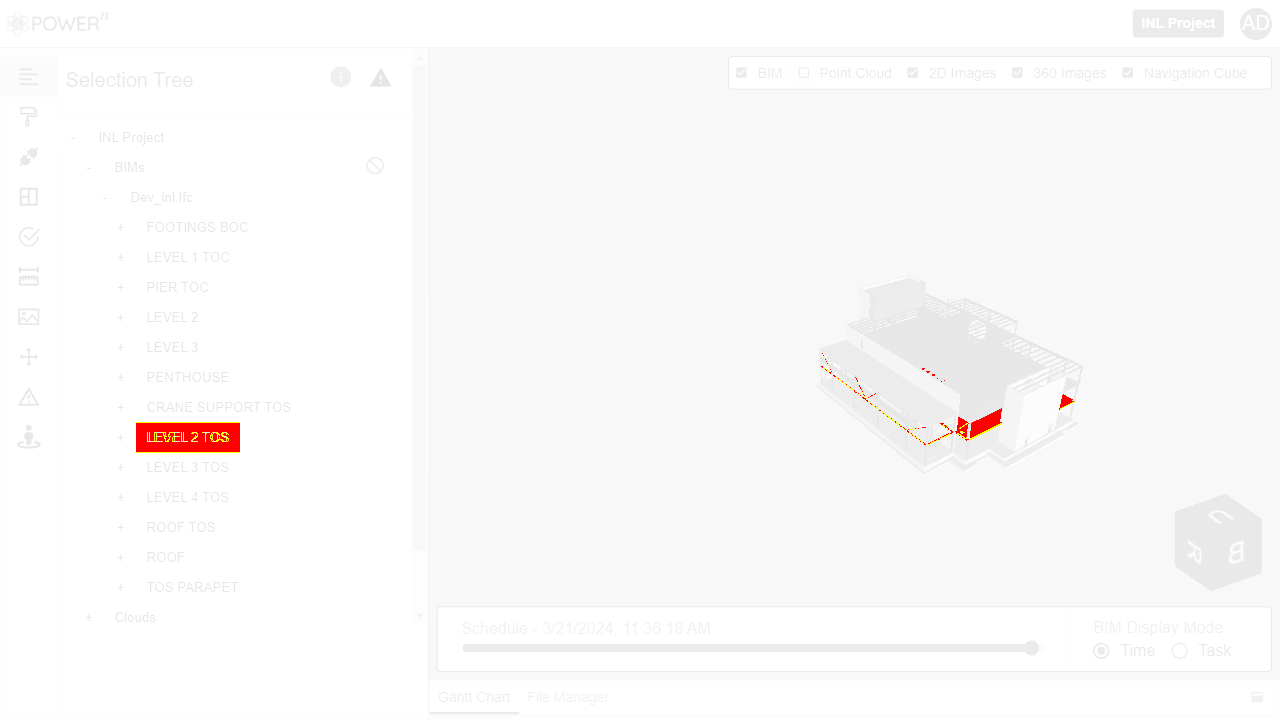 POWERn
INL Project
AD
Selection Tree
BIM
Point Cloud
2D Images
360 Images
Navigation Cube
- INL Project
- BIMs
- Dev_Inl.Ifc
+ FOOTINGS BOC
+ LEVEL 1 TOC
+ PIER TOC
+ LEVEL 2
+ LEVEL 3
+ PENTHOUSE
+ CRANE SUPPORT TOS
+ LEVEL 2 TOS
+ LEVEL 3 TOS
+ LEVEL 4 TOS
+ ROOF TOS
+ ROOF
+ TOS PARAPET
+ Clouds
U
R
B
Schedule - 3/21/2024, 11:36:18 AM
BIM Display Mode
Time
Task
Gantt Chart
File Manager